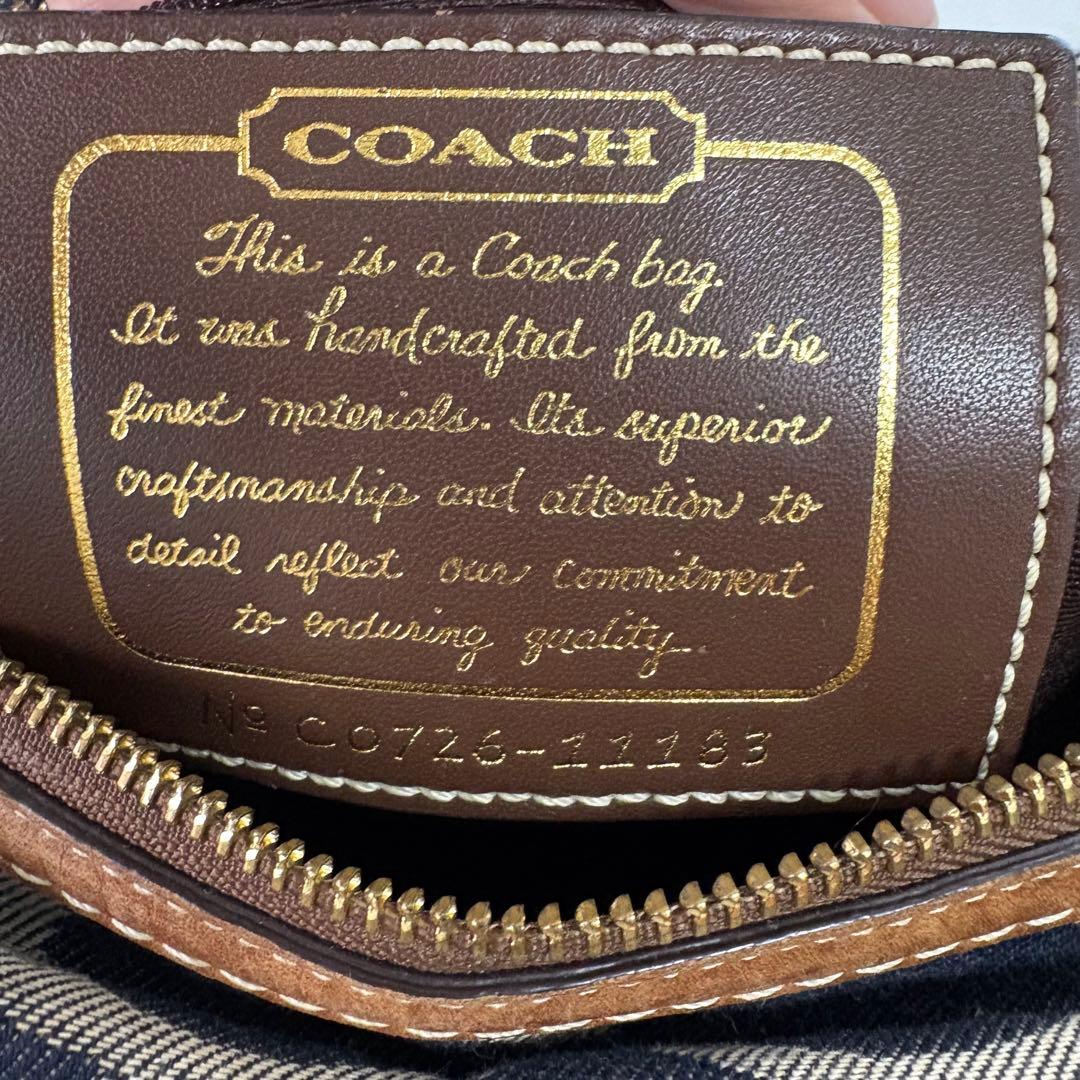 COACH
This is a Coach bag.
It was handcrafted from the
finest materials. Its superior
craftsmanship and attention to
detail reflect our commitment
to enduring quality.
Nº C0726-11183